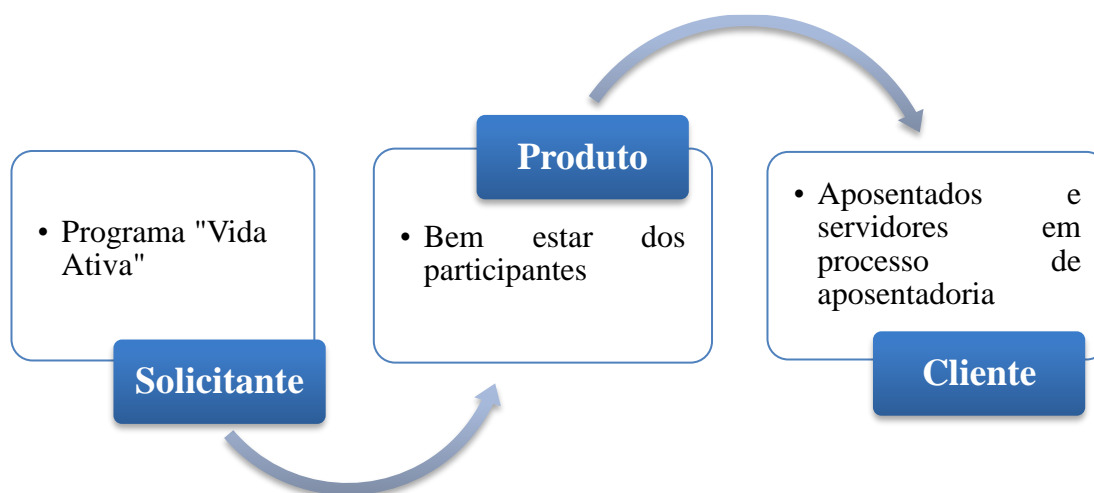 • Programa "Vida
Ativa"
Solicitante
Produto
• Bem estar dos
participantes
• Aposentados e
servidores em
processo de
aposentadoria
Cliente